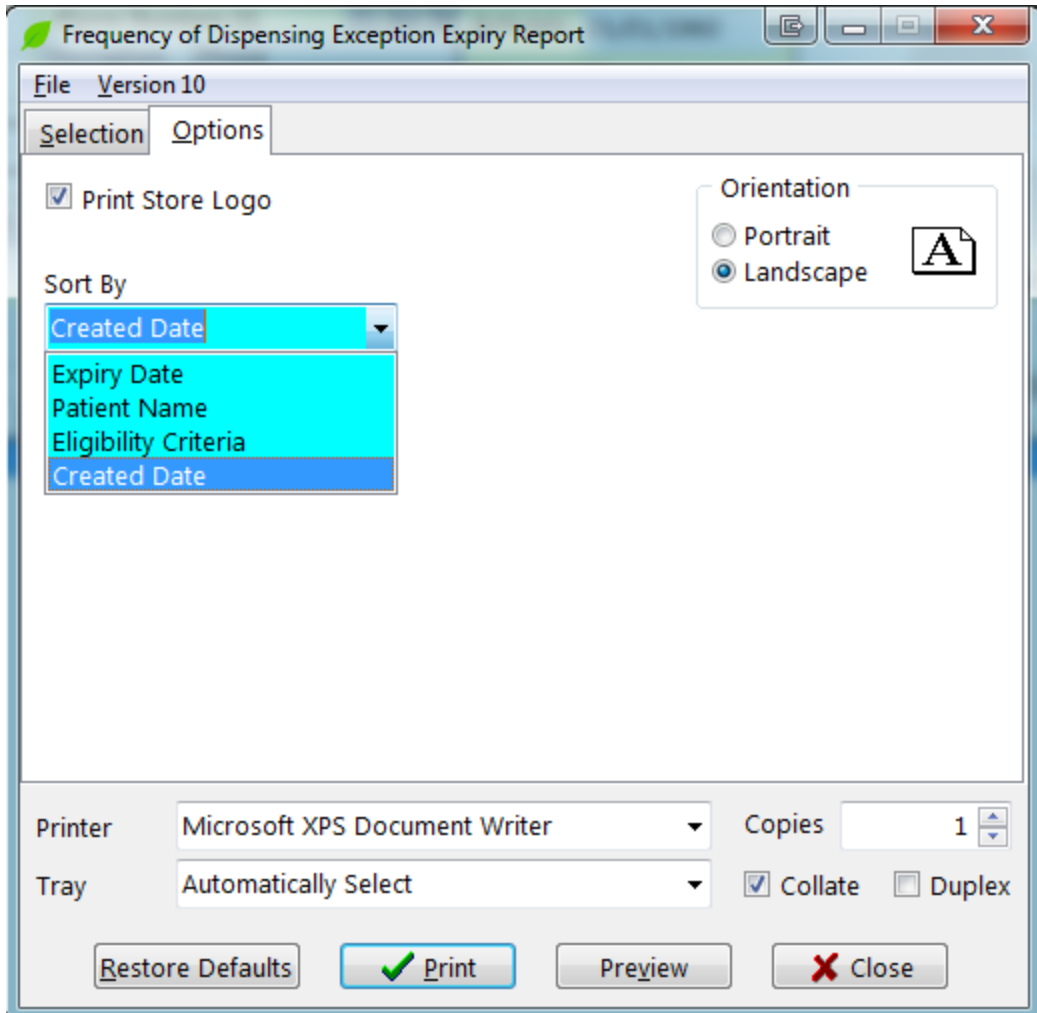 Frequency of Dispensing Exception Expiry Report
File Version 10
Selection Options
Print Store Logo
Orientation
Portrait
Landscape
A
Sort By
Created Date
Expiry Date
Patient Name
Eligibility Criteria
Created Date
Printer Microsoft XPS Document Writer Copies 1
Tray Automatically Select Collate Duplex
Restore Defaults Print Preview Close